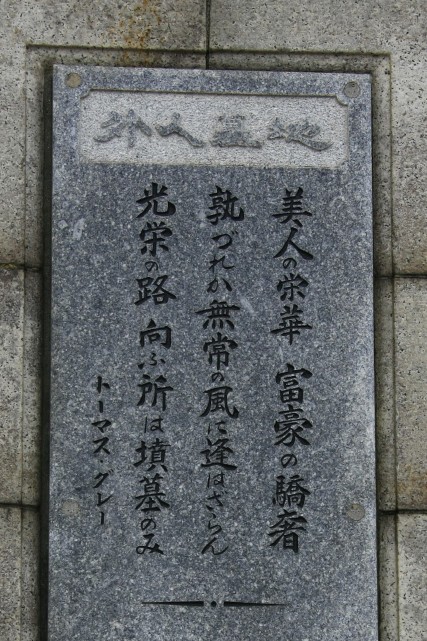 外人墓地
美人の栄華 富豪の驕奢
孰づれか無常の風に逢はざらん
光栄の路 向ふ所は墳墓のみ
トーマス・グレー